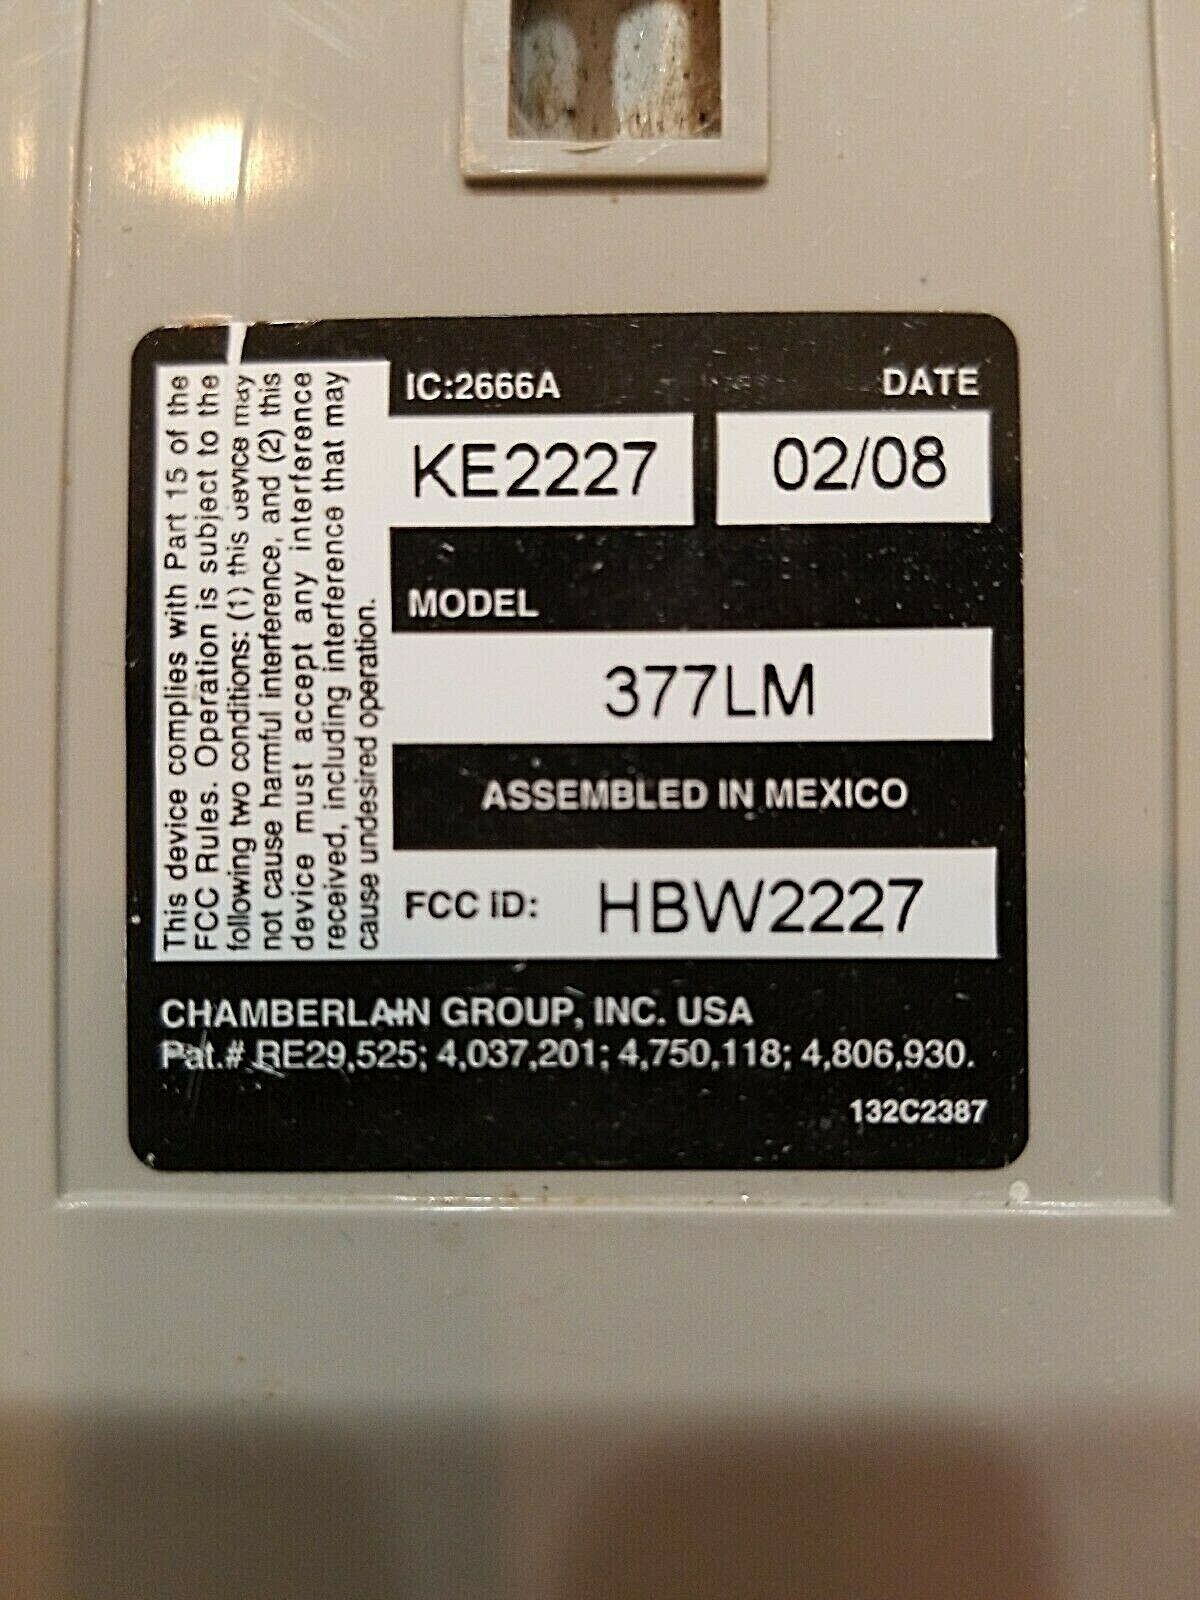 This device complies with Part 15 of the
FCC Rules. Operation is subject to the
following two conditions: (1) this device may
not cause harmful interference, and (2) this
device must accept any interference
received, including interference that may
cause undesired operation.
IC:2666A DATE
KE2227 02/08
MODEL
377LM
ASSEMBLED IN MEXICO
FCC ID: HBW2227
CHAMBERLAIN GROUP, INC. USA
Pat.# RE29,525; 4,037,201; 4,750,118; 4,806,930.
132C2387